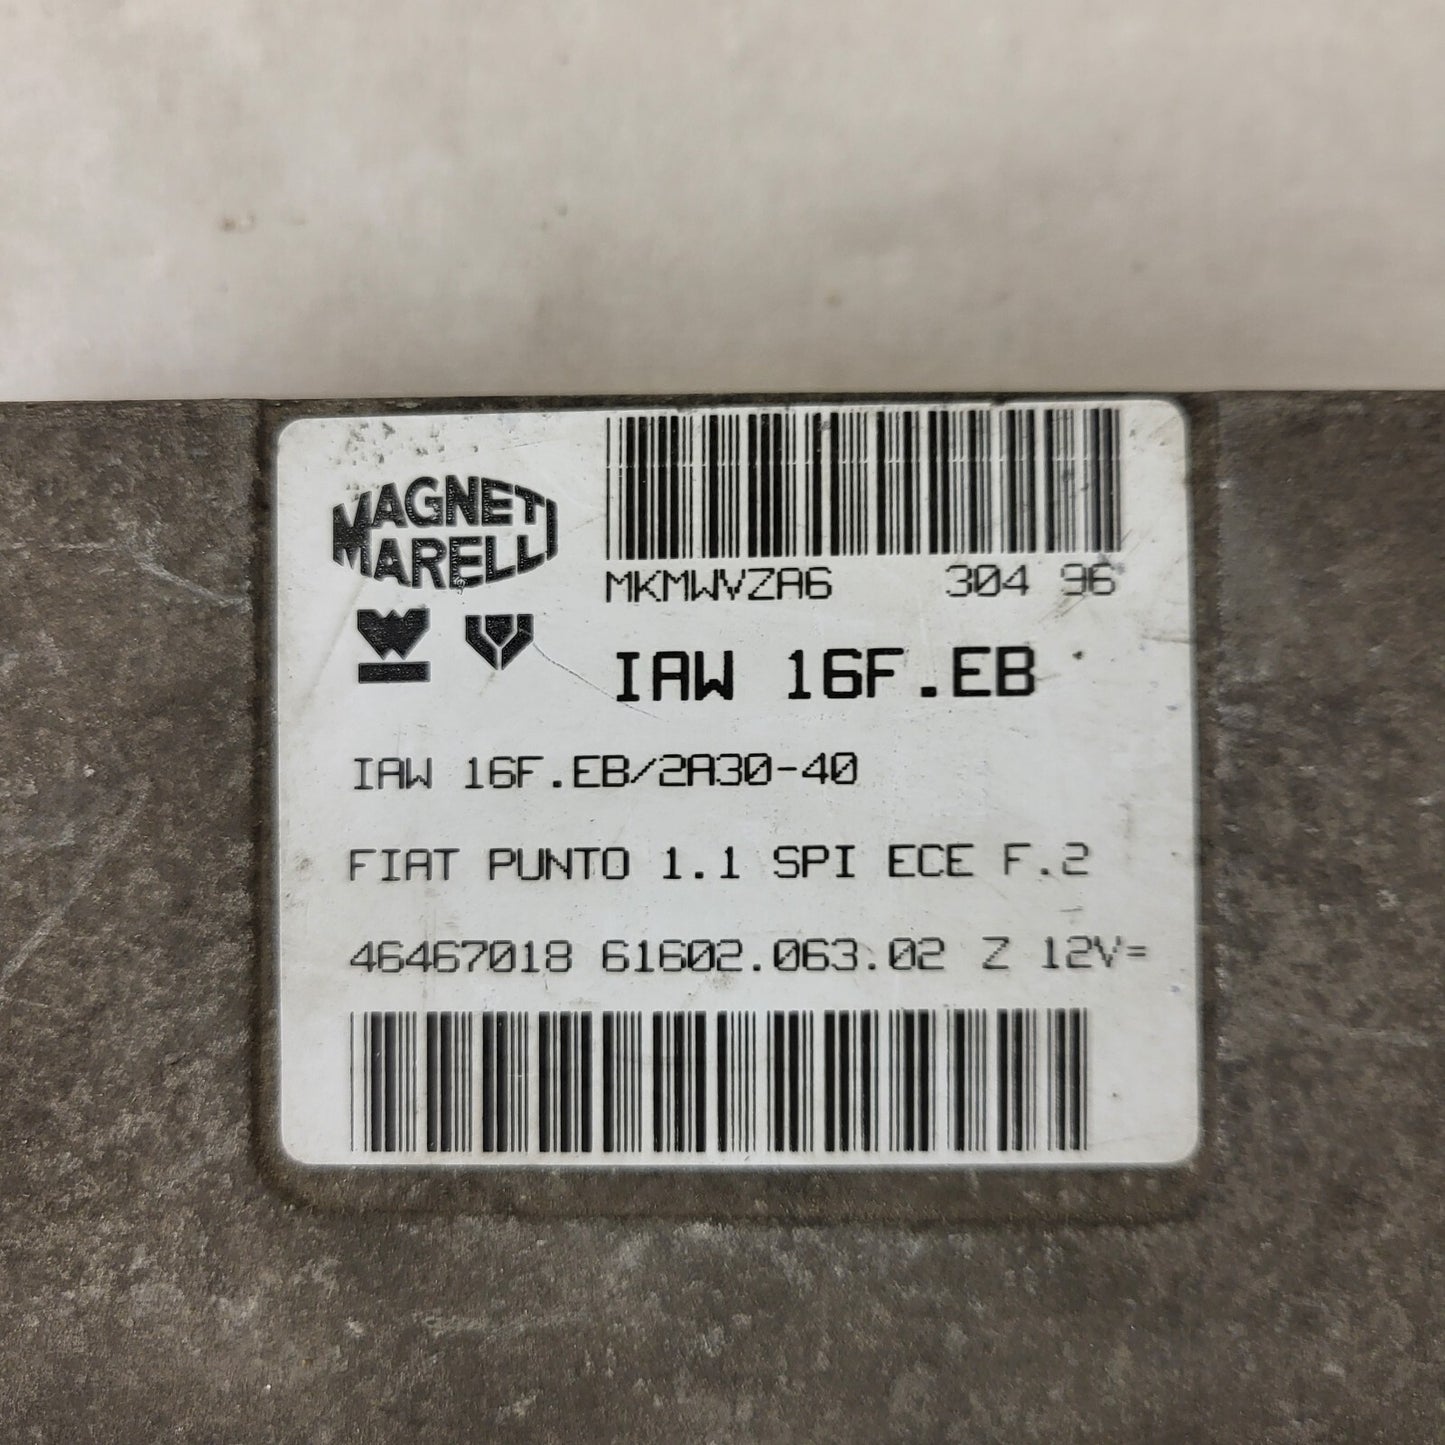 MAGNETI
MARELLI
MKMWVZA6 304 96
IAW 16F.EB
IAW 16F.EB/2A30-40
FIAT PUNTO 1.1 SPI ECE F.2
46467018 61602.063.02 Z 12V=